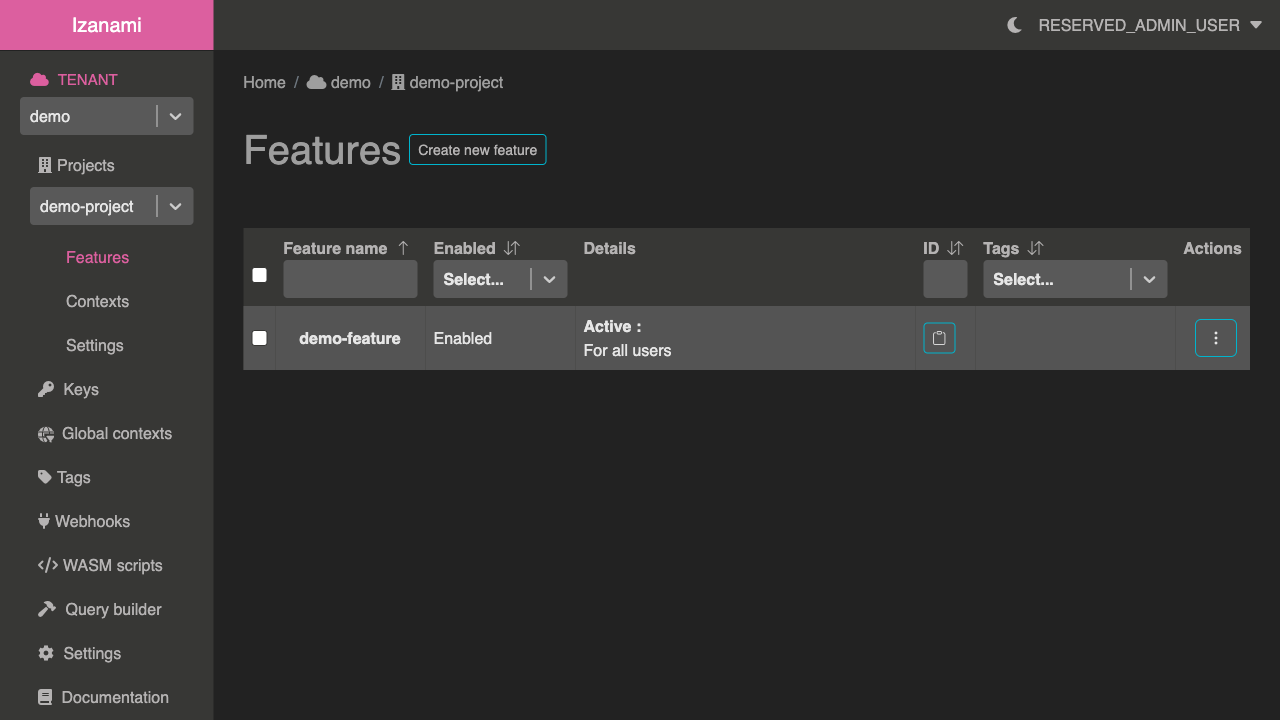 Izanami
RESERVED_ADMIN_USER
TENANT
demo
Projects
demo-project
Features
Contexts
Settings
Keys
Global contexts
Tags
Webhooks
WASM scripts
Query builder
Settings
Documentation
Home / demo / demo-project
Features Create new feature
Feature name Enabled Details ID Tags Actions
Select... Select...
demo-feature Enabled Active :
For all users